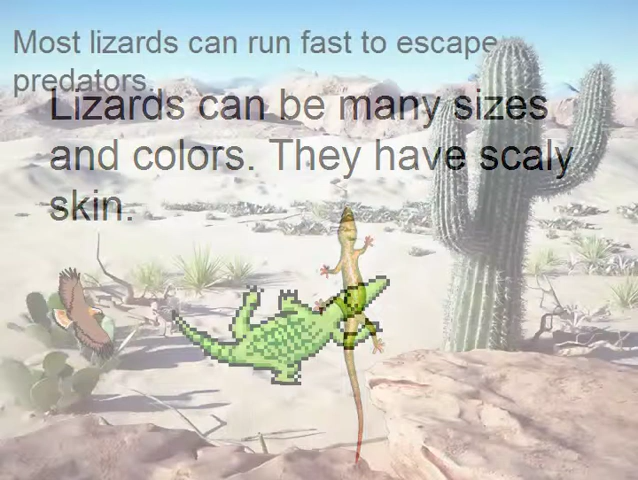 Most lizards can run fast to escape
predators.
Lizards can be many sizes
and colors. They have scaly
skin.